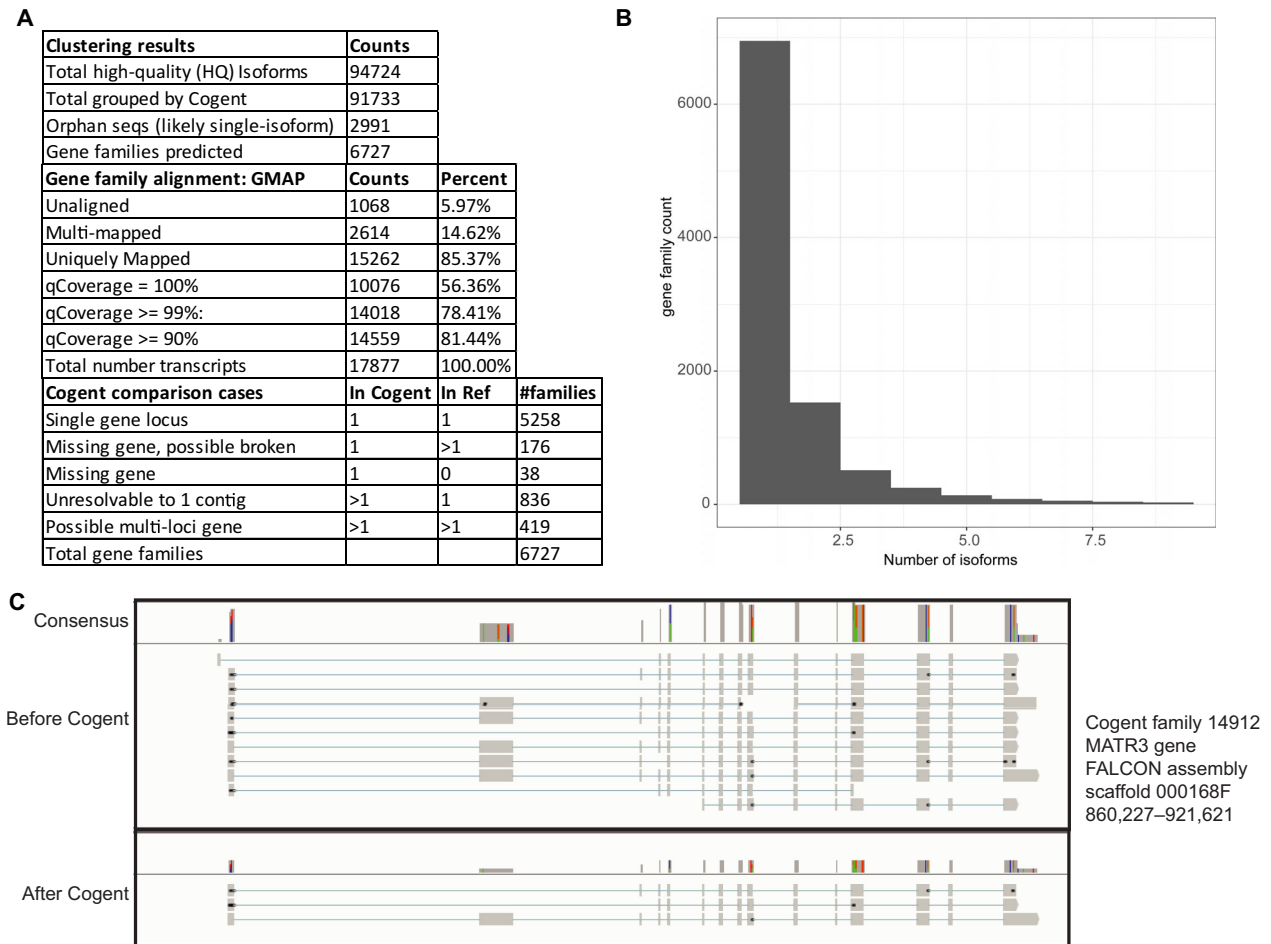 A
Clustering results Counts
Total high-quality (HQ) Isoforms 94724
Total grouped by Cogent 91733
Orphan seqs (likely single-isoform) 2991
Gene families predicted 6727
Gene family alignment: GMAP Counts Percent
Unaligned 1068 5.97%
Multi-mapped 2614 14.62%
Uniquely Mapped 15262 85.37%
qCoverage = 100% 10076 56.36%
qCoverage >= 99%: 14018 78.41%
qCoverage >= 90% 14559 81.44%
Total number transcripts 17877 100.00%
Cogent comparison cases In Cogent In Ref #families
Single gene locus 1 1 5258
Missing gene, possible broken 1 >1 176
Missing gene 1 0 38
Unresolvable to 1 contig >1 1 836
Possible multi-loci gene >1 >1 419
Total gene families 6727
B
gene family count
6000
4000
2000
0
2.5 5.0 7.5
Number of isoforms
C
Consensus
Before Cogent
After Cogent
Cogent family 14912
MATR3 gene
FALCON assembly
scaffold 000168F
860,227–921,621